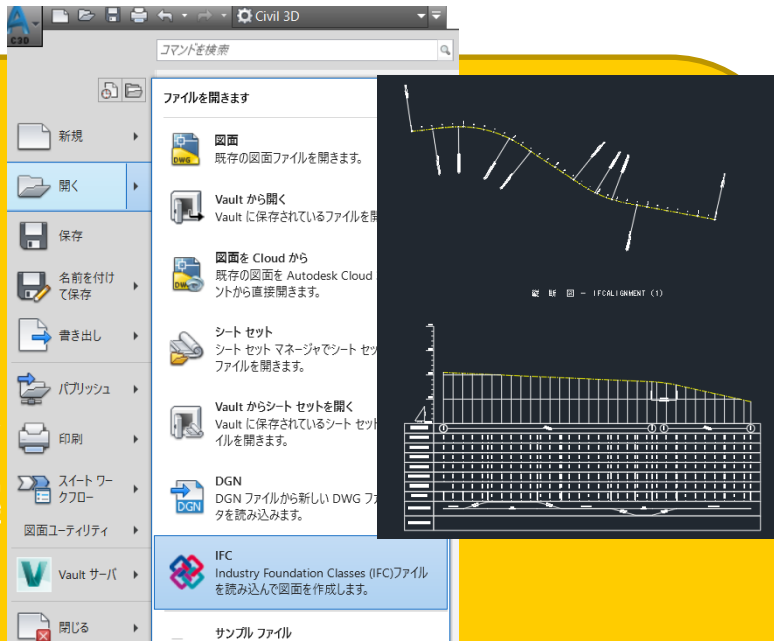 Civil 3D
C3D
コマンドを検索
ファイルを開きます
新規
開く
保存
名前を付け
て保存
書き出し
パブリッシュ
印刷
スイート ワー
クフロー
図面ユーティリティ
Vault サーバ
閉じる
DWG
図面
既存の図面ファイルを開きます。
Vault から開く
Vault に保存されているファイルを開
図面を Cloud から
既存の図面を Autodesk Cloud
ントから直接開きます。
シート セット
シート セット マネージャでシート セッ
ファイルを開きます。
Vault からシート セットを開く
Vault に保存されているシート セット
イルを開きます。
DGN
DGN
DGN ファイルから新しい DWG フ
タを読み込みます。
IFC
Industry Foundation Classes (IFC)ファイル
を読み込んで図面を作成します。
サンプル ファイル
縦 断 図 - IFCALIGNMENT (1)